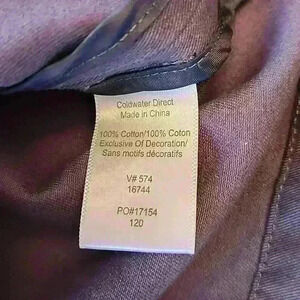 Coldwater Direct
Made in China
100% Cotton/100% Coton
Exclusive Of Decoration/
Sans motifs décoratifs
V# 574
16744
PO#17154
120